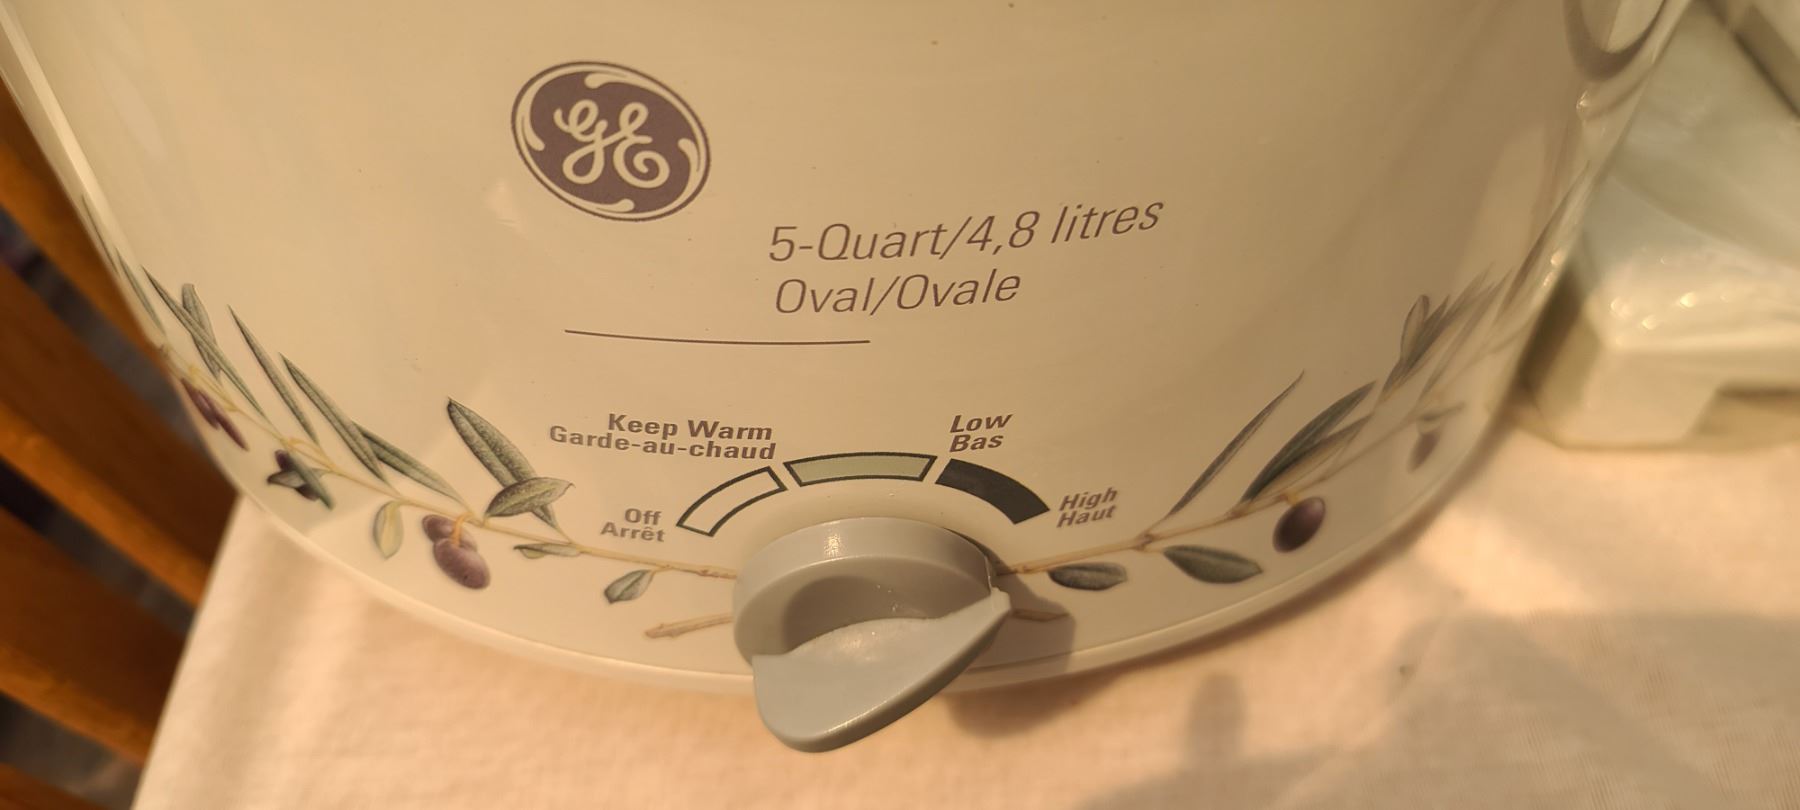 GE
5-Quart/4,8 litres
Oval/Ovale
Keep Warm
Garde-au-chaud
Low
Bas
Off
Arrêt
High
Haut